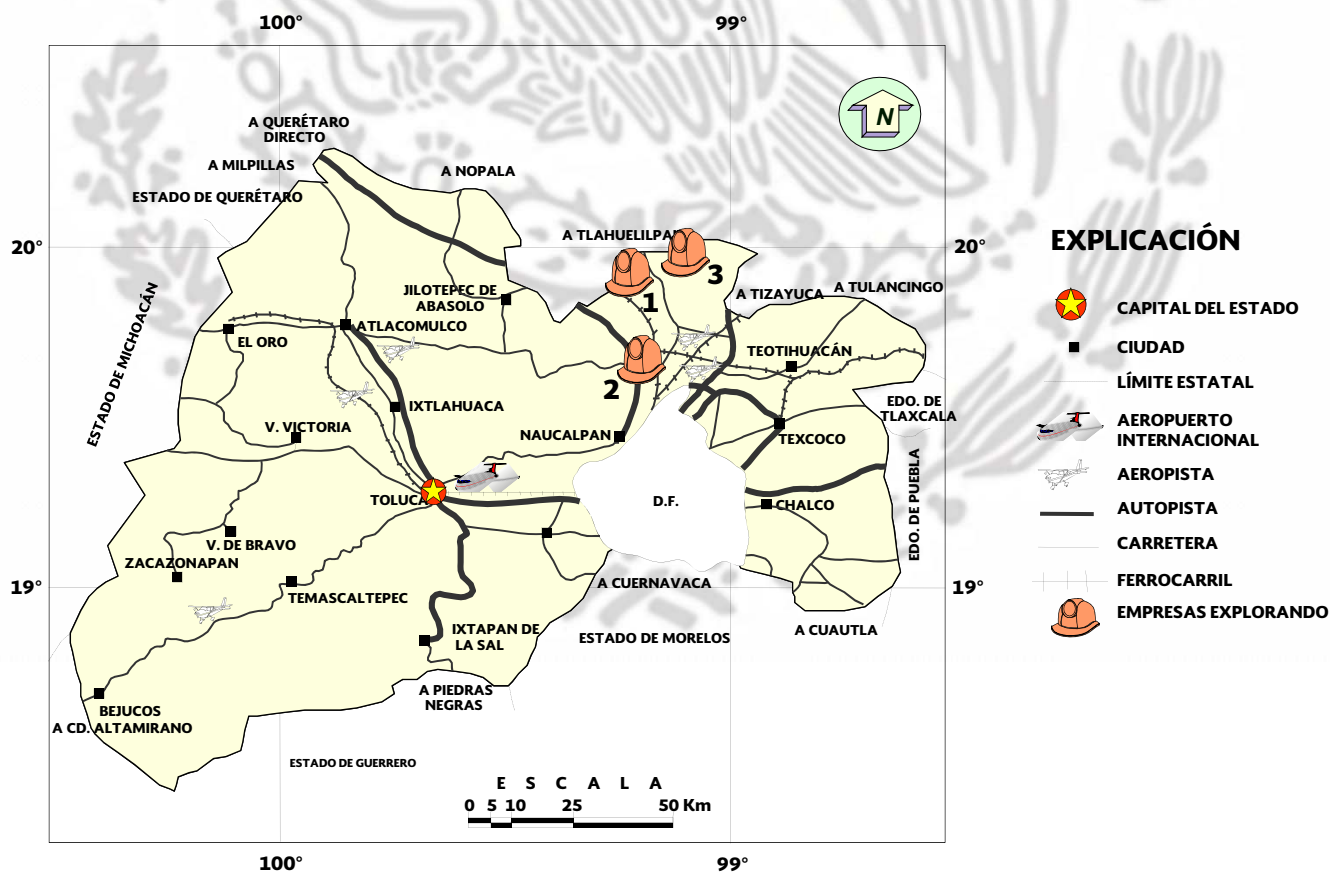 100°
99°
A QUERÉTARO
DIRECTO
A MILPILLAS
A NOPALA
ESTADO DE QUERÉTARO
20°
A TLAHUELILPAN
20°
3
EXPLICACIÓN
ESTADO DE MICHOACÁN
JILOTEPEC DE
ABASOLO
1
A TIZAYUCA
A TULANCINGO
N
CAPITAL DEL ESTADO
ATLACOMULCO
EL ORO
TEOTIHUACÁN
CIUDAD
2
LÍMITE ESTATAL
IXTLAHUACA
EDO. DE
TLAXCALA
V. VICTORIA
NAUCALPAN
TEXCOCO
AEROPUERTO
INTERNACIONAL
TOLUCA
D.F.
CHALCO
EDO. DE PUEBLA
AEROPISTA
AUTOPISTA
V. DE BRAVO
ZACAZONAPAN
CARRETERA
A CUERNAVACA
19°
19°
FERROCARRIL
TEMASCALTEPEC
EMPRESAS EXPLORANDO
IXTAPAN DE
LA SAL
ESTADO DE MORELOS
A CUAUTLA
A PIEDRAS
NEGRAS
BEJUCOS
A CD. ALTAMIRANO
ESTADO DE GUERRERO
E S C A L A
0 5 10 25 50 Km
100°
99°